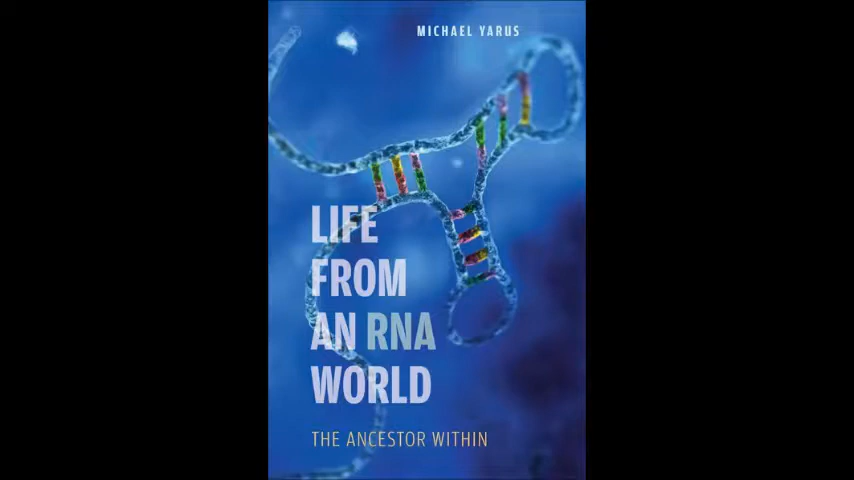 MICHAEL YARUS
LIFE
FROM
AN RNA
WORLD
THE ANCESTOR WITHIN